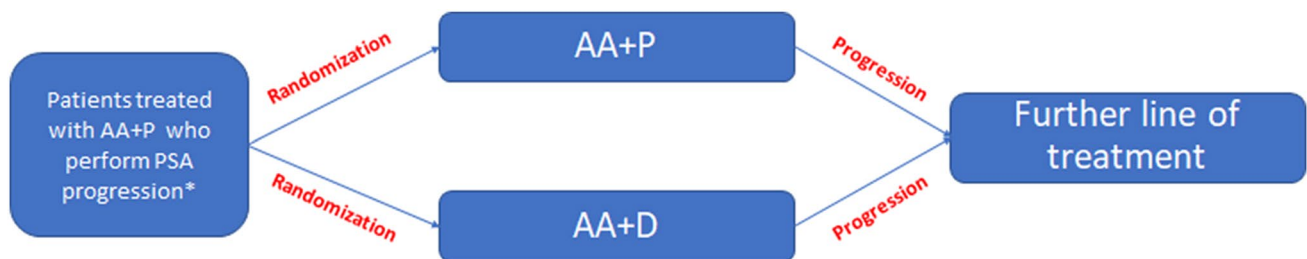 Patients treated
with AA+P who
perform PSA
progression*
Randomization
Randomization
AA+P
AA+D
Progression
Progression
Further line of
treatment